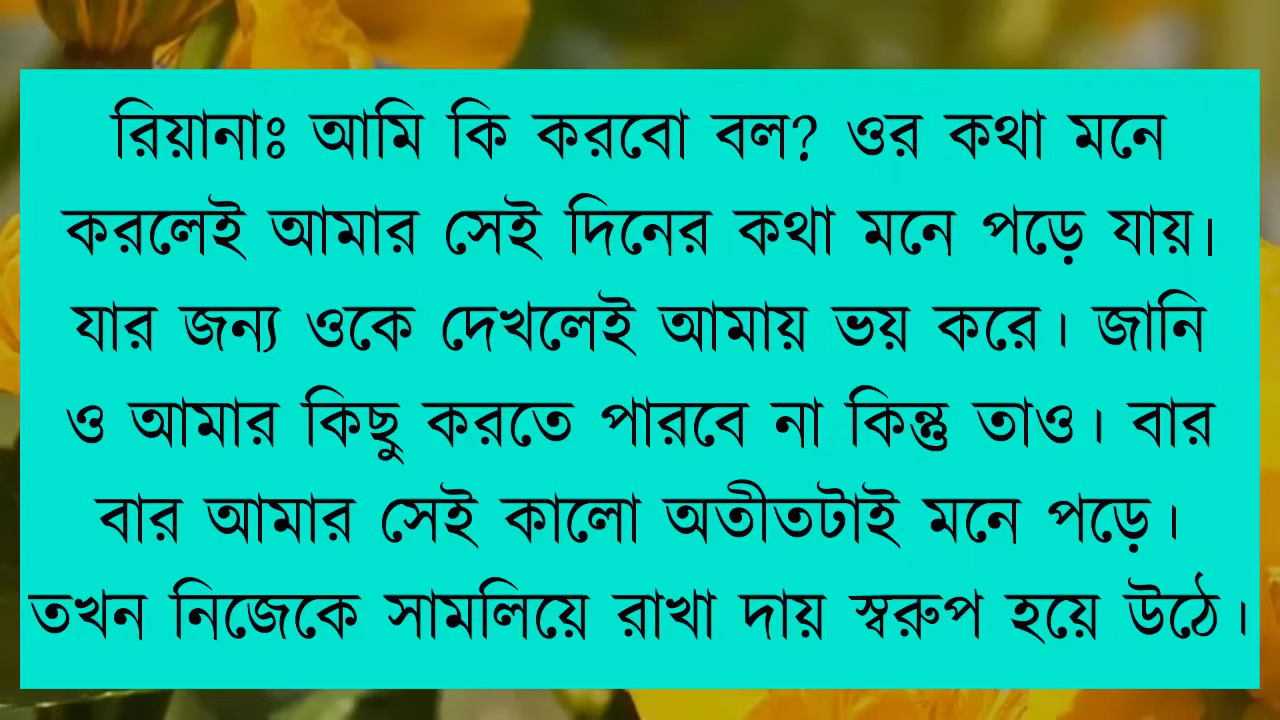 রিয়ানাঃ আমি কি করবো বল? ওর কথা মনে
করলেই আমার সেই দিনের কথা মনে পড়ে যায়।
যার জন্য ওকে দেখলেই আমায় ভয় করে। জানি
ও আমার কিছু করতে পারবে না কিন্তু তাও। বার
বার আমার সেই কালো অতীতটাই মনে পড়ে।
তখন নিজেকে সামলিয়ে রাখা দায় স্বরুপ হয়ে উঠে।